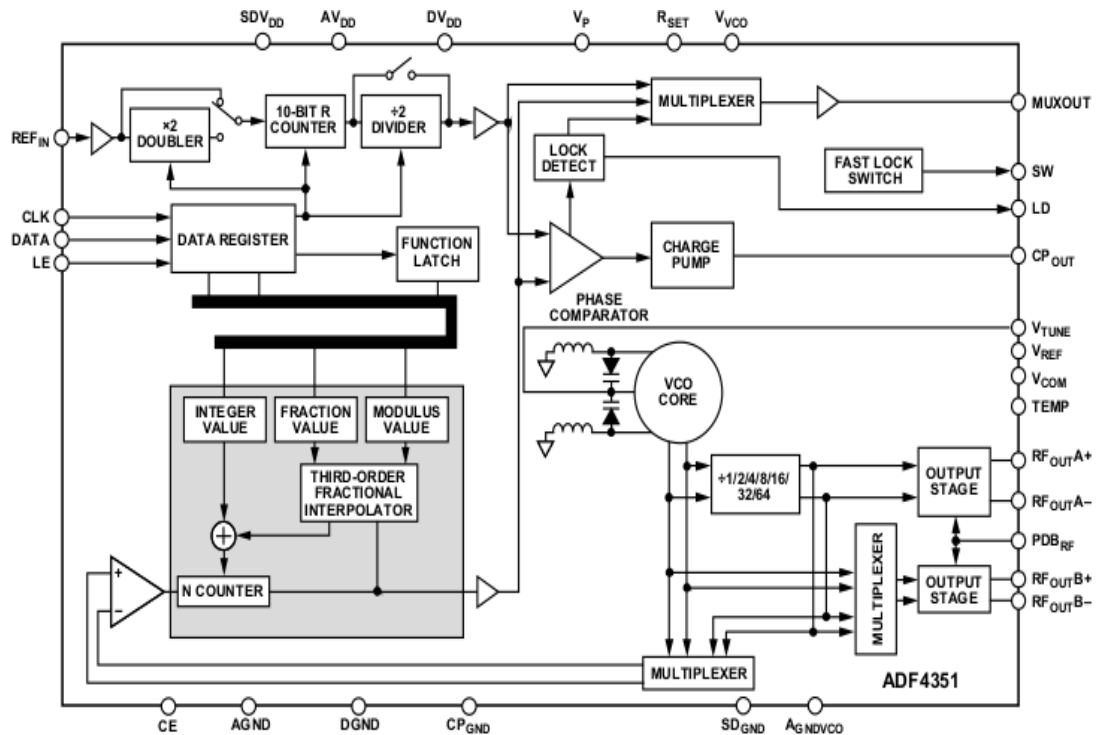 SDVDD
AVDD
DVDD
VP
RSET
VVCO
REFIN
×2
DOUBLER
10-BIT R
COUNTER
÷2
DIVIDER
MULTIPLEXER
MUXOUT
LOCK
DETECT
FAST LOCK
SWITCH
SW
LD
CLK
DATA
LE
DATA REGISTER
FUNCTION
LATCH
CHARGE
PUMP
CPOUT
PHASE
COMPARATOR
VTUNE
VREF
VCOM
TEMP
VCO
CORE
INTEGER
VALUE
FRACTION
VALUE
MODULUS
VALUE
THIRD-ORDER
FRACTIONAL
INTERPOLATOR
+
÷1/2/4/8/16/
32/64
OUTPUT
STAGE
RFOUTA+
RFOUTA−
PDBRF
MULTIPLEXER
OUTPUT
STAGE
RFOUTB+
RFOUTB−
+
−
N COUNTER
MULTIPLEXER
ADF4351
CE
AGND
DGND
CPGND
SDGND
AGNDVCO